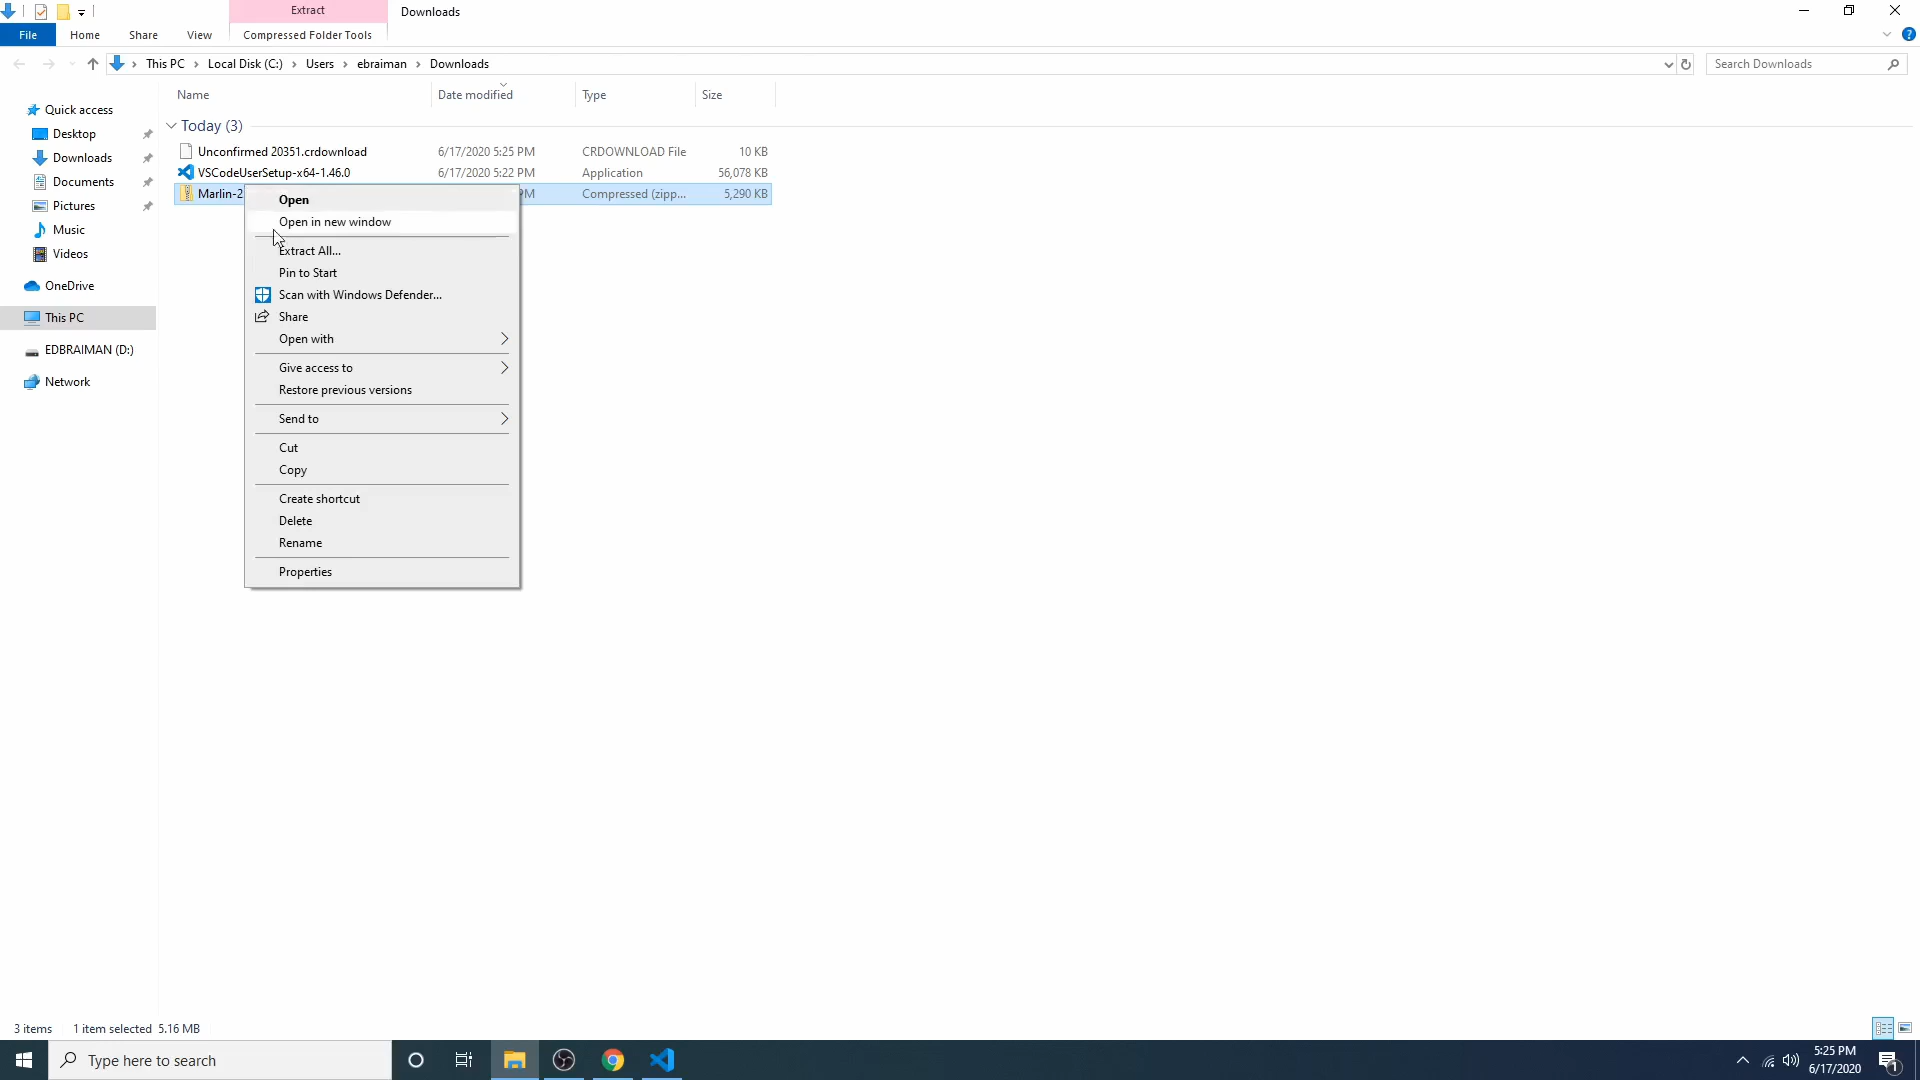 Extract
Downloads
File
Home
Share
View
Compressed Folder Tools
This PC
Local Disk (C:)
Users
ebraiman
Downloads
Search Downloads
Name
Date modified
Type
Size
Quick access
Desktop
Downloads
Documents
Pictures
Music
Videos
OneDrive
This PC
EDBRAIMAN (D:)
Network
Today (3)
Unconfirmed 20351.crdownload 6/17/2020 5:25 PM CRDOWNLOAD File 10 KB
VSCodeUserSetup-x64-1.46.0 6/17/2020 5:22 PM Application 56,078 KB
Marlin-2 PM Compressed (zipp... 5,290 KB
Open
Open in new window
Extract All...
Pin to Start
Scan with Windows Defender...
Share
Open with
Give access to
Restore previous versions
Send to
Cut
Copy
Create shortcut
Delete
Rename
Properties
3 items 1 item selected 5.16 MB
Type here to search
5:25 PM
6/17/2020
1